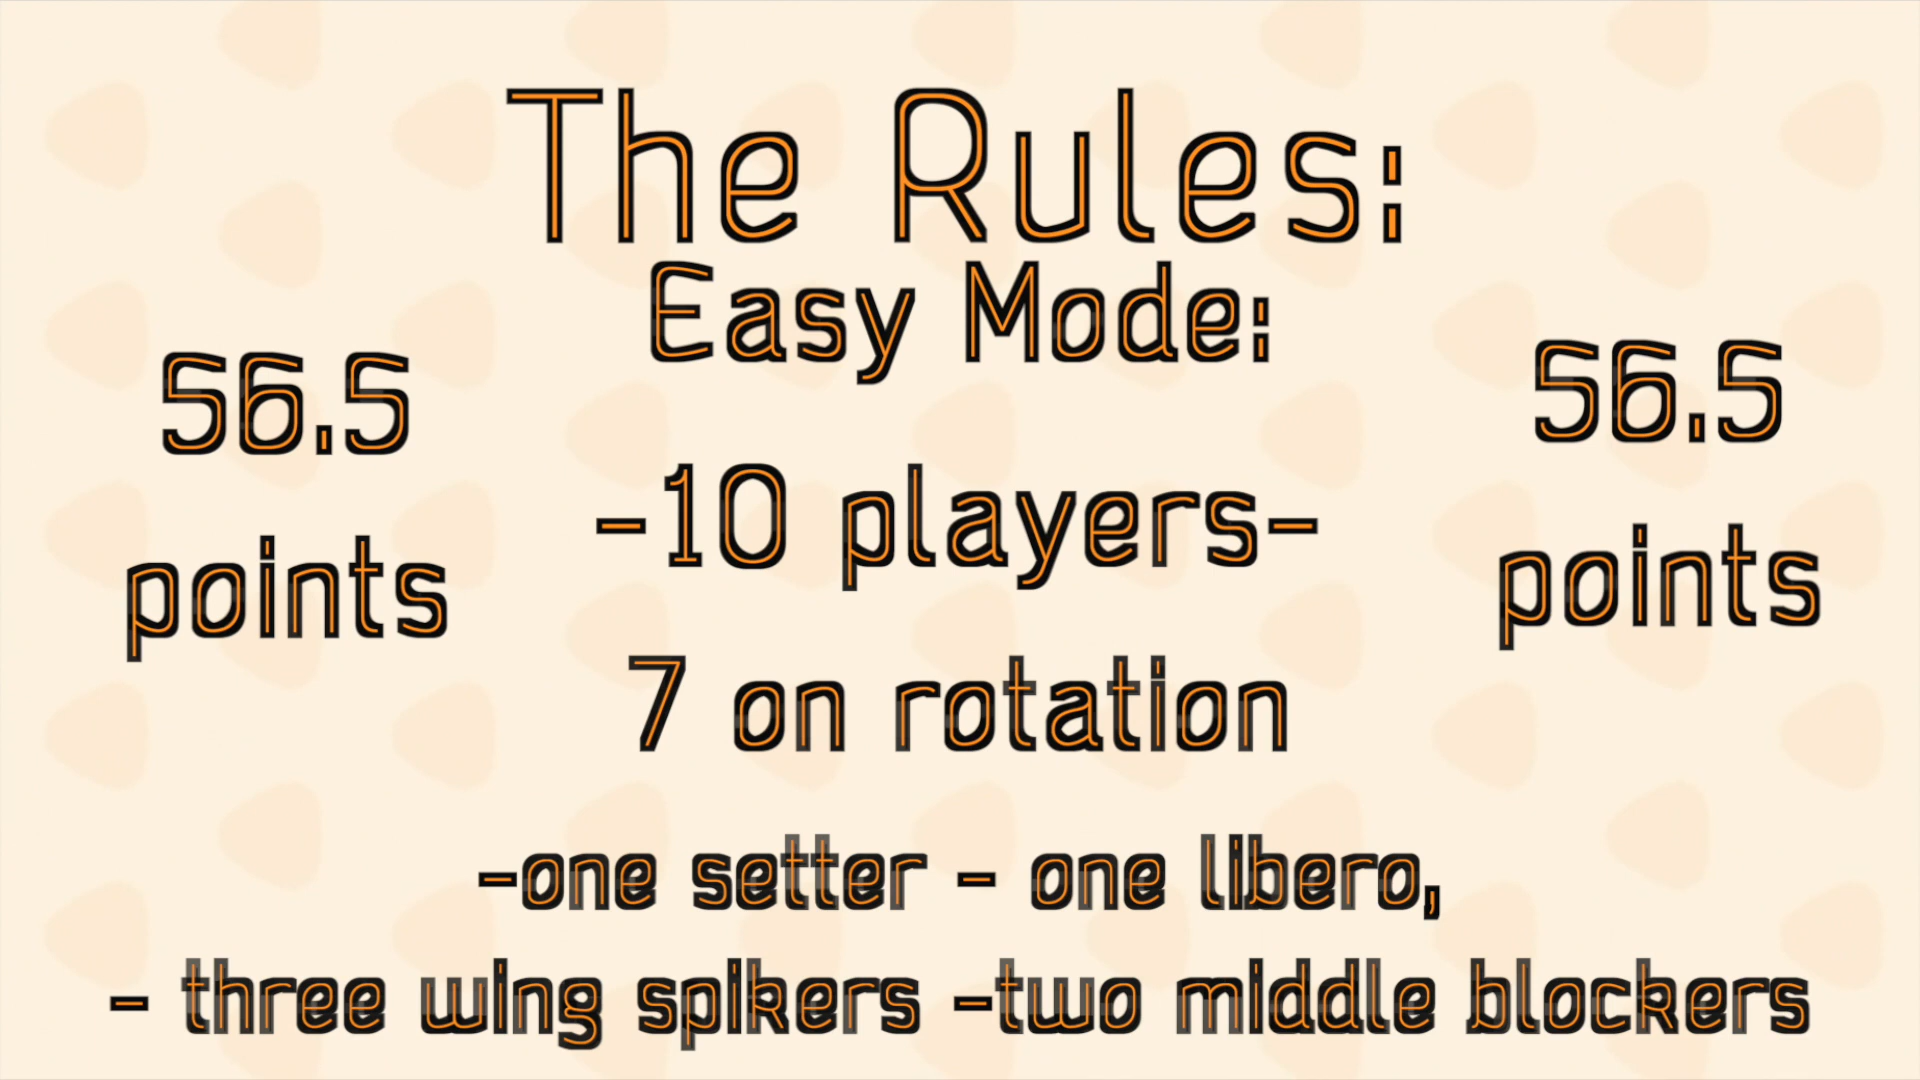 The Rules:
Easy Mode:
56.5
points
56.5
points
-10 players-
7 on rotation
-one setter - one libero,
- three wing spikers -two middle blockers